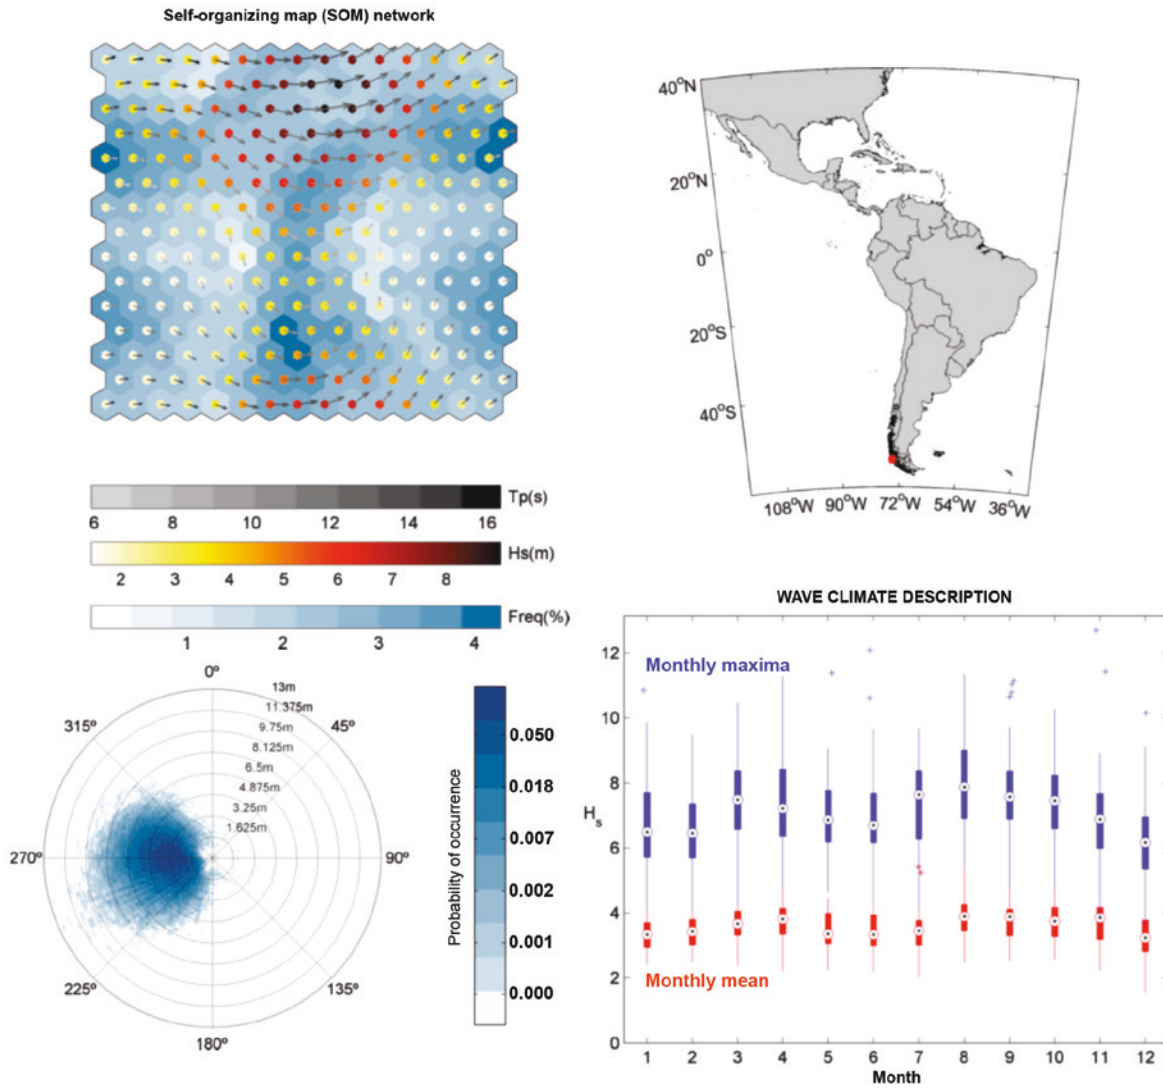 Self-organizing map (SOM) network
40°N
20°N
0°
20°S
40°S
108°W 90°W 72°W 54°W 36°W
Tp(s)
6 8 10 12 14 16
Hs(m)
2 3 4 5 6 7 8
Freq(%)
1 2 3 4
0°
45°
90°
135°
180°
225°
270°
315°
13m
11.375m
9.75m
8.125m
6.5m
4.875m
3.25m
1.625m
Probability of occurrence
0.050
0.018
0.007
0.002
0.001
0.000
WAVE CLIMATE DESCRIPTION
Monthly maxima
Monthly mean
Hs
12
10
8
6
4
2
0
1 2 3 4 5 6 7 8 9 10 11 12
Month